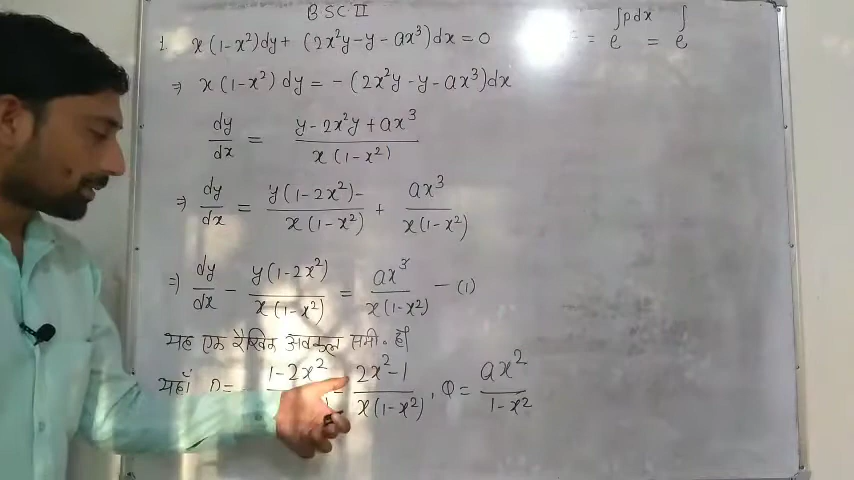 B SC II
1. x(1-x²)dy + (2x²y-y-ax³)dx = 0
= e^∫pdx = e^∫
⇒ x(1-x²) dy = -(2x²y-y-ax³)dx
dy/dx = (y-2x²y+ax³)/(x(1-x²))
⇒ dy/dx = (y(1-2x²)-)/(x(1-x²)) + ax³/(x(1-x²))
⇒ dy/dx - y(1-2x²)/(x(1-x²)) = ax³/(x(1-x²)) - (1)
यह एक रैखिक अवकल समी. है।
यहाँ P = - 1-2x² = (2x²-1)/(x(1-x²)), Q = ax²/(1-x²)